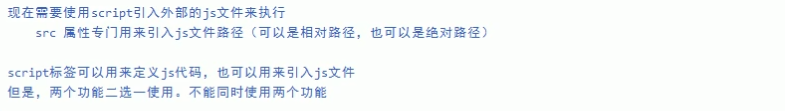 现在需要使用script引入外部的js文件来执行
src 属性专门用来引入js文件路径（可以是相对路径，也可以是绝对路径）
script标签可以用来定义js代码，也可以用来引入js文件
但是，两个功能二选一使用。不能同时使用两个功能